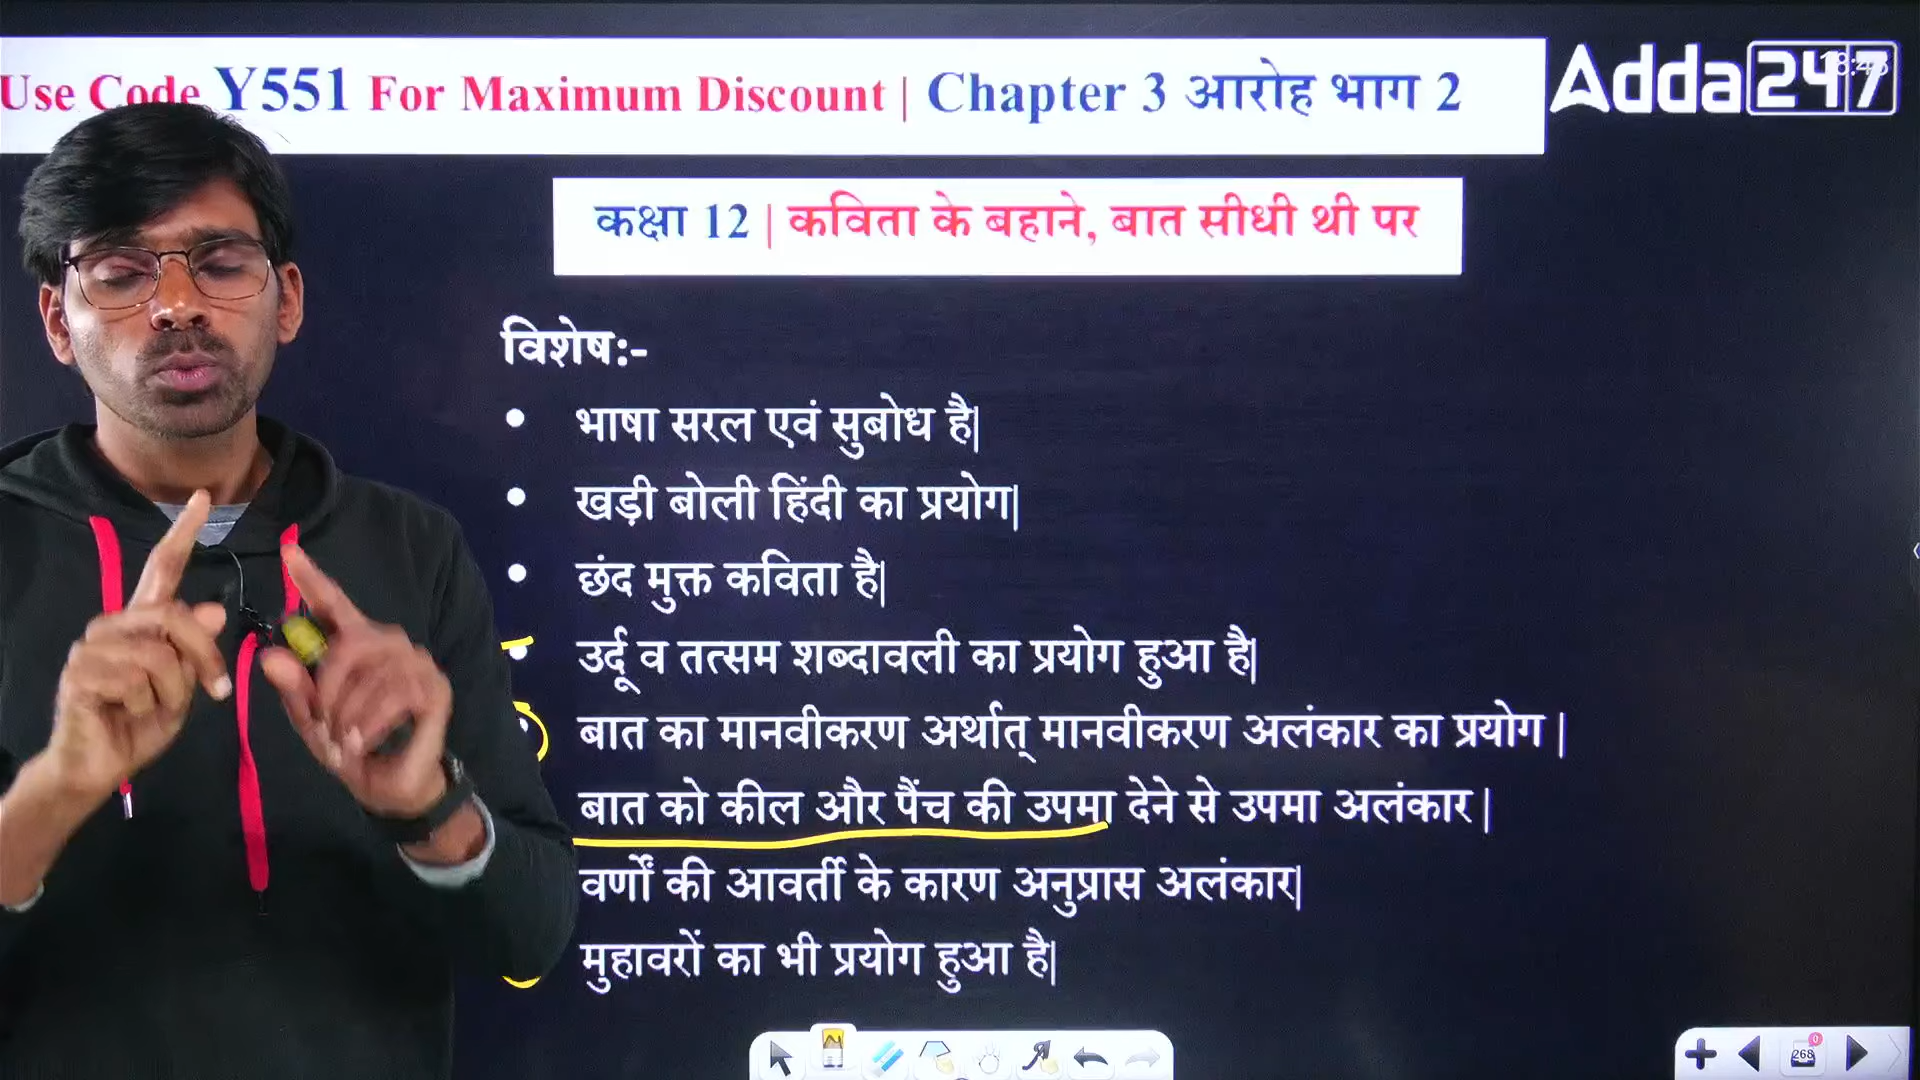 Use Code Y551 For Maximum Discount | Chapter 3 आरोह भाग 2
Adda247
कक्षा 12 | कविता के बहाने, बात सीधी थी पर
विशेष:-
• भाषा सरल एवं सुबोध है|
• खड़ी बोली हिंदी का प्रयोग|
• छंद मुक्त कविता है|
• उर्दू व तत्सम शब्दावली का प्रयोग हुआ है|
बात का मानवीकरण अर्थात् मानवीकरण अलंकार का प्रयोग |
बात को कील और पैंच की उपमा देने से उपमा अलंकार |
वर्णों की आवर्ती के कारण अनुप्रास अलंकार|
मुहावरों का भी प्रयोग हुआ है|
268
0